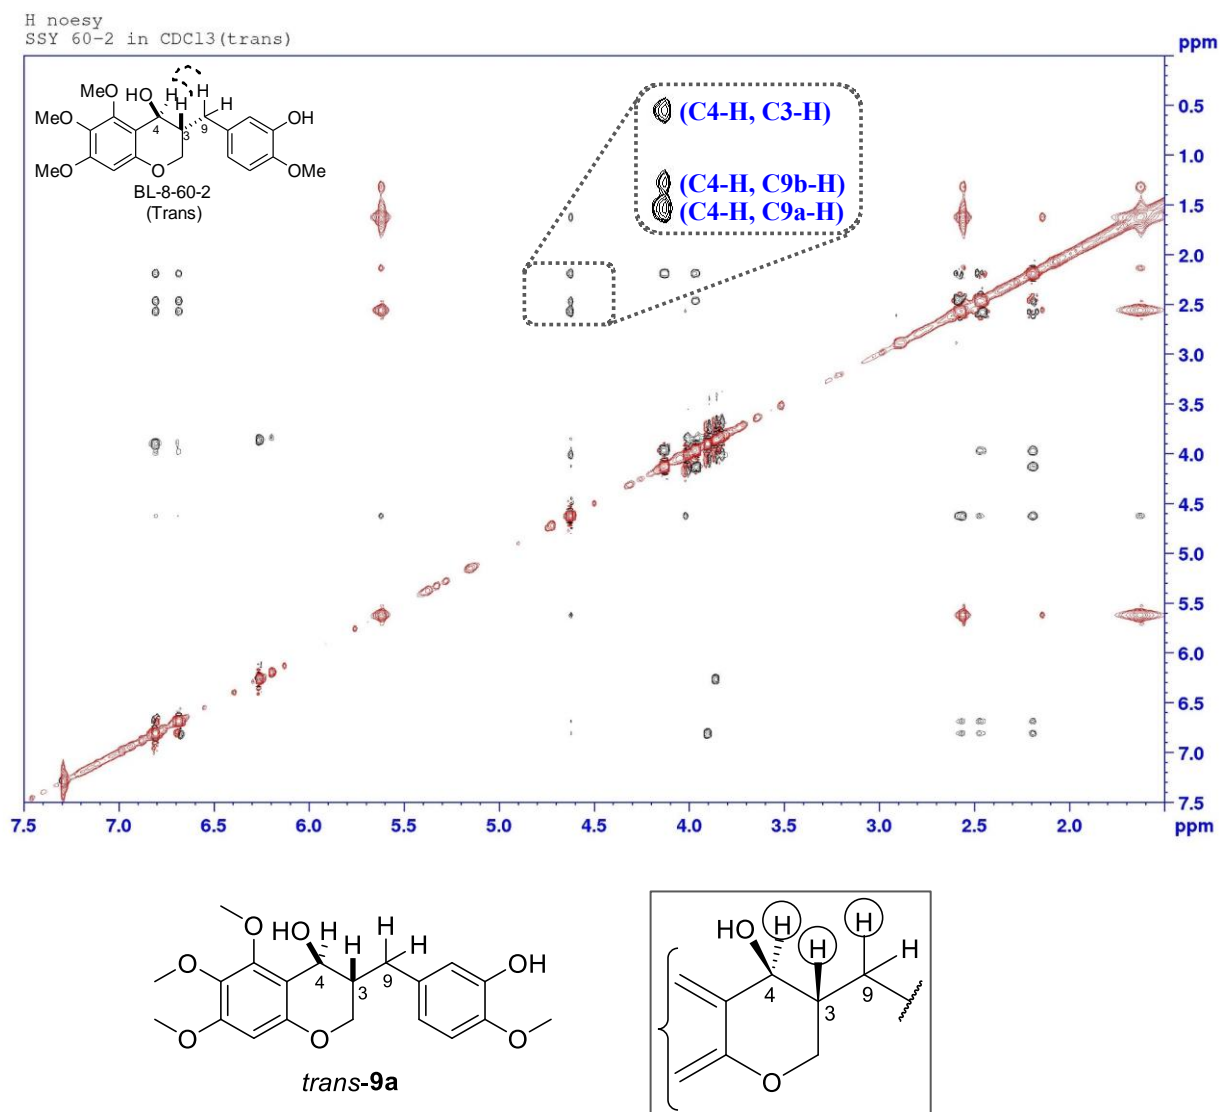 H noesy
SSY 60-2 in CDCl3(trans)
ppm
MeO
HO
H
H
H
H
MeO
4
3
9
OH
MeO
O
OMe
BL-8-60-2
(Trans)
(C4-H, C3-H)
(C4-H, C9b-H)
(C4-H, C9a-H)
0.5
1.0
1.5
2.0
2.5
3.0
3.5
4.0
4.5
5.0
5.5
6.0
6.5
7.0
7.5
7.5 7.0 6.5 6.0 5.5 5.0 4.5 4.0 3.5 3.0 2.5 2.0 ppm
O
HO
H
H
H
H
O
4
3
9
OH
O
O
O
trans-9a
HO
H
H
H
H
4
3
9
O